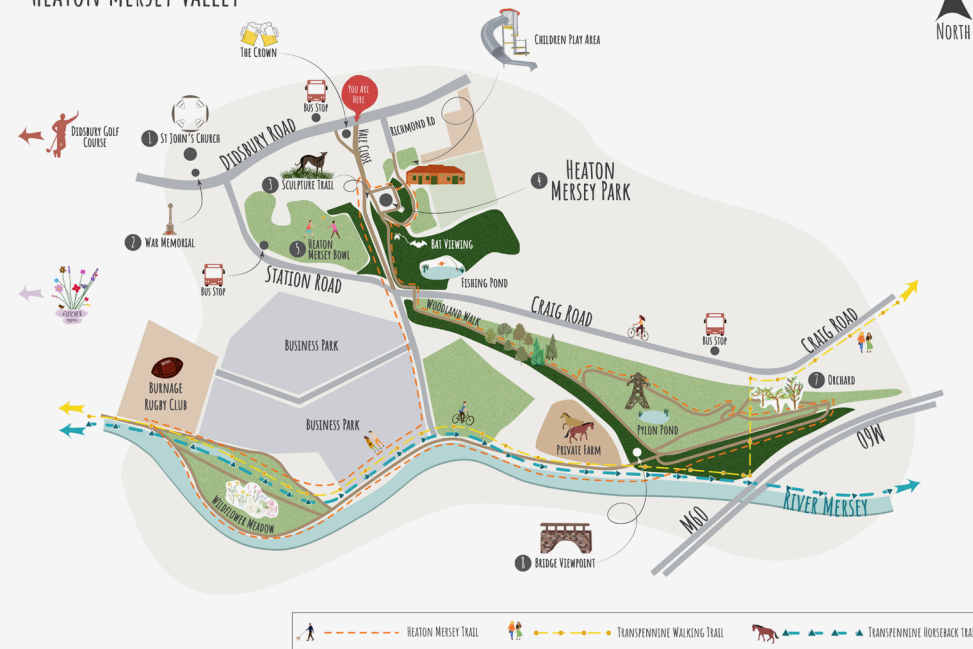 HEATON MERSEY VALLEY
NORTH
THE CROWN
CHILDREN PLAY AREA
YOU ARE
HERE
BUS STOP
DIDSBURY GOLF
COURSE
1 ST JOHN'S CHURCH
DIDSBURY ROAD
VALE CLOSE
RICHMOND RD
3 SCULPTURE TRAIL
4 HEATON
MERSEY PARK
2 WAR MEMORIAL
5 HEATON
MERSEY BOWL
BAT VIEWING
BUS STOP
STATION ROAD
FISHING POND
FLETCHER
MOSS
WOODLAND WALK
CRAIG ROAD
BUS STOP
CRAIG ROAD
BUSINESS PARK
7 ORCHARD
BURNAGE
RUGBY CLUB
BUSINESS PARK
PYLON POND
PRIVATE FARM
M60
WILDFLOWER MEADOW
RIVER MERSEY
M60
8 BRIDGE VIEWPOINT
HEATON MERSEY TRAIL
TRANSPENNINE WALKING TRAIL
TRANSPENNINE HORSEBACK TRAI